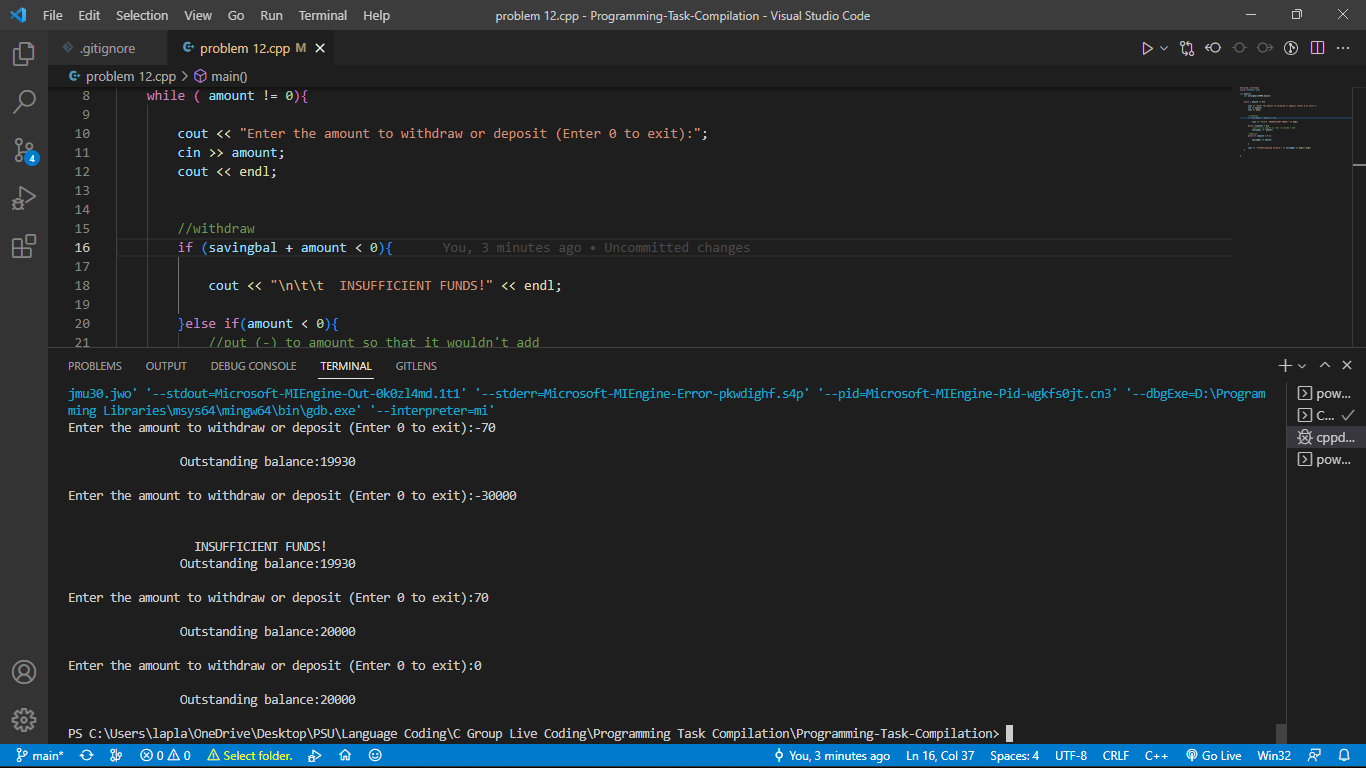 File Edit Selection View Go Run Terminal Help
problem 12.cpp - Programming-Task-Compilation - Visual Studio Code
.gitignore
problem 12.cpp M
problem 12.cpp > main()
8 while ( amount != 0){
9
10 cout << "Enter the amount to withdraw or deposit (Enter 0 to exit):";
11 cin >> amount;
12 cout << endl;
13
14
15 //withdraw
16 if (savingbal + amount < 0){ You, 3 minutes ago • Uncommitted changes
17
18 cout << "\n\t\t  INSUFFICIENT FUNDS!" << endl;
19
20 }else if(amount < 0){
21 //put (-) to amount so that it wouldn't add
4
PROBLEMS OUTPUT DEBUG CONSOLE TERMINAL GITLENS
jmu30.jwo' '--stdout=Microsoft-MIEngine-Out-0k0zl4md.1t1' '--stderr=Microsoft-MIEngine-Error-pkwdighf.s4p' '--pid=Microsoft-MIEngine-Pid-wgkfs0jt.cn3' '--dbgExe=D:\Program
ming Libraries\msys64\mingw64\bin\gdb.exe' '--interpreter=mi'
Enter the amount to withdraw or deposit (Enter 0 to exit):-70
Outstanding balance:19930
Enter the amount to withdraw or deposit (Enter 0 to exit):-30000
INSUFFICIENT FUNDS!
Outstanding balance:19930
Enter the amount to withdraw or deposit (Enter 0 to exit):70
Outstanding balance:20000
Enter the amount to withdraw or deposit (Enter 0 to exit):0
Outstanding balance:20000
PS C:\Users\lapla\OneDrive\Desktop\PSU\Language Coding\C Group Live Coding\Programming Task Compilation\Programming-Task-Compilation>
pow...
C...
cppd...
pow...
main* 0 0 Select folder. You, 3 minutes ago Ln 16, Col 37 Spaces: 4 UTF-8 CRLF C++ Go Live Win32